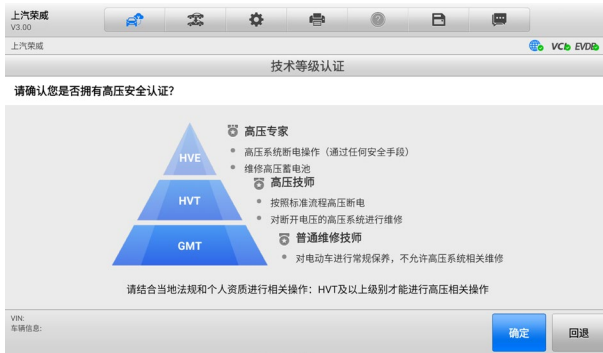 上汽荣威
V3.00
上汽荣威
VCI EVDB
技术等级认证
请确认您是否拥有高压安全认证？
HVE
高压专家
高压系统断电操作（通过任何安全手段）
维修高压蓄电池
HVT
高压技师
按照标准流程高压断电
对断开电压的高压系统进行维修
GMT
普通维修技师
对电动车进行常规保养，不允许高压系统相关维修
请结合当地法规和个人资质进行相关操作：HVT及以上级别才能进行高压相关操作
VIN:
车辆信息:
确定
回退